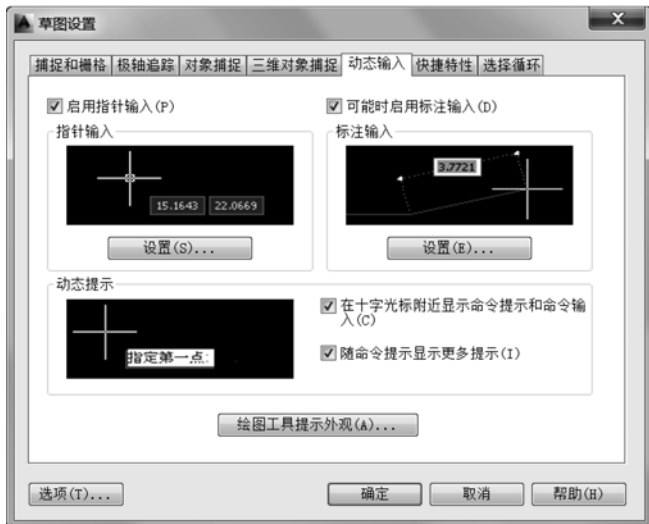 草图设置
捕捉和栅格 极轴追踪 对象捕捉 三维对象捕捉 动态输入 快捷特性 选择循环
启用指针输入(P)
可能时启用标注输入(D)
指针输入
标注输入
15.1643 22.0669
3.7721
设置(S)...
设置(E)...
动态提示
指定第一点:
在十字光标附近显示命令提示和命令输
入(C)
随命令提示显示更多提示(I)
绘图工具提示外观(A)...
选项(T)...
确定
取消
帮助(H)